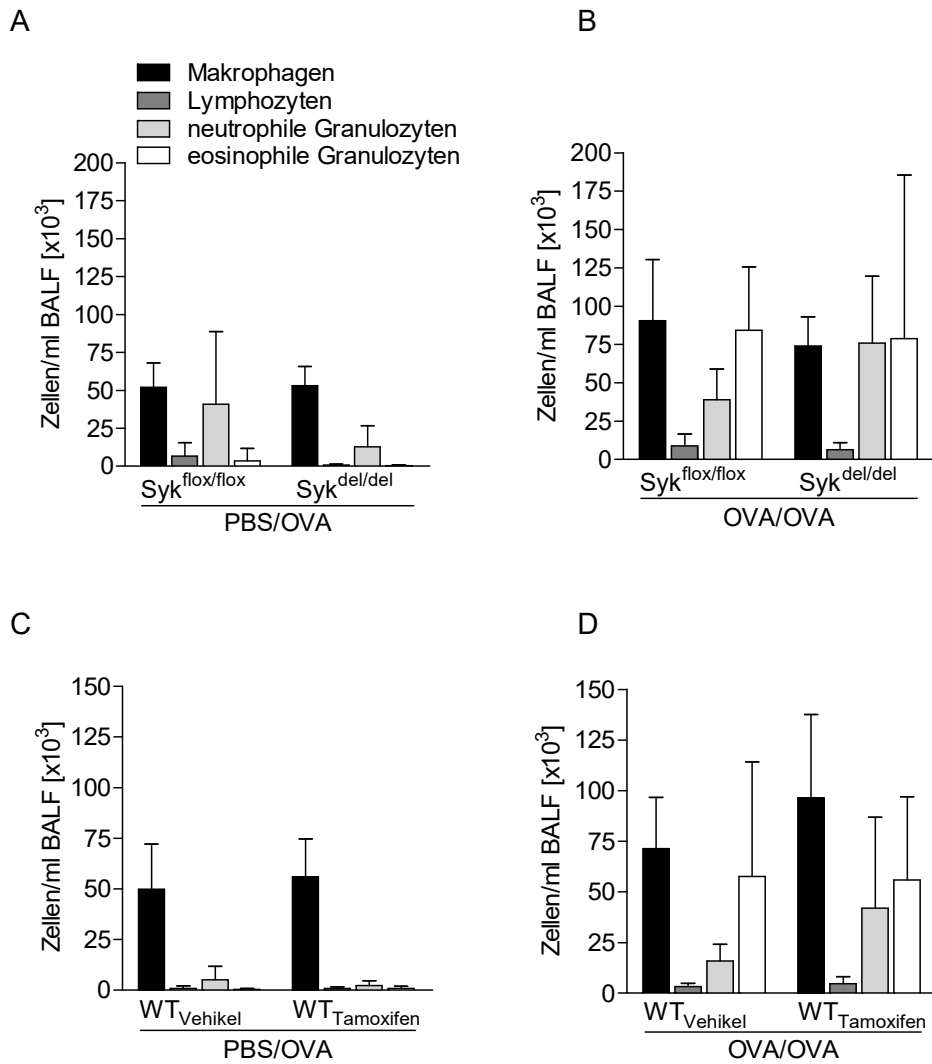 A
B
Makrophagen
Lymphozyten
neutrophile Granulozyten
eosinophile Granulozyten
Zellen/ml BALF [x10³]
200
175
150
125
100
75
50
25
0
Syk^flox/flox Syk^del/del
PBS/OVA
Zellen/ml BALF [x10³]
200
175
150
125
100
75
50
25
0
Syk^flox/flox Syk^del/del
OVA/OVA
C
D
Zellen/ml BALF [x10³]
150
125
100
75
50
25
0
WT_Vehikel WT_Tamoxifen
PBS/OVA
Zellen/ml BALF [x10³]
150
125
100
75
50
25
0
WT_Vehikel WT_Tamoxifen
OVA/OVA